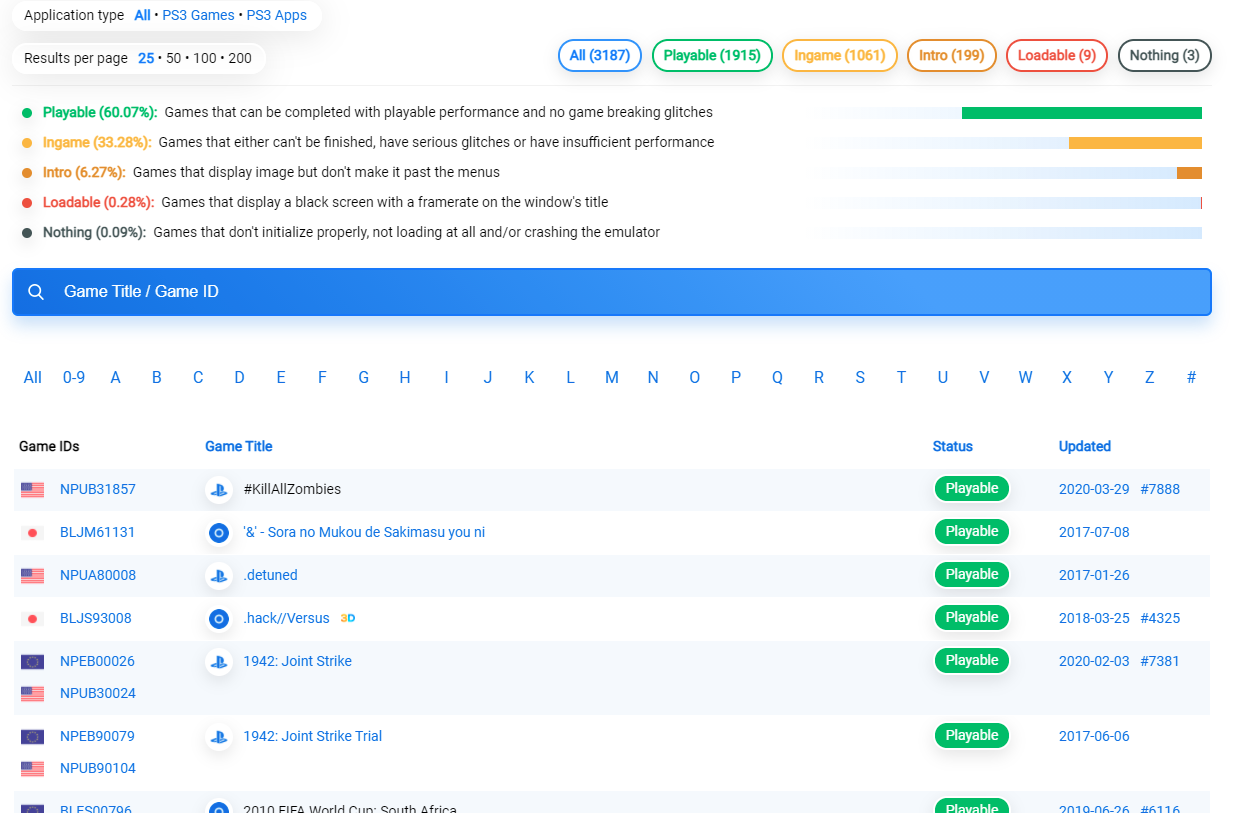 Application type All • PS3 Games • PS3 Apps
Results per page 25 • 50 • 100 • 200
All (3187) Playable (1915) Ingame (1061) Intro (199) Loadable (9) Nothing (3)
Playable (60.07%): Games that can be completed with playable performance and no game breaking glitches
Ingame (33.28%): Games that either can't be finished, have serious glitches or have insufficient performance
Intro (6.27%): Games that display image but don't make it past the menus
Loadable (0.28%): Games that display a black screen with a framerate on the window's title
Nothing (0.09%): Games that don't initialize properly, not loading at all and/or crashing the emulator
Game Title / Game ID
All 0-9 A B C D E F G H I J K L M N O P Q R S T U V W X Y Z #
Game IDs Game Title Status Updated
NPUB31857 #KillAllZombies Playable 2020-03-29 #7888
BLJM61131 '&' - Sora no Mukou de Sakimasu you ni Playable 2017-07-08
NPUA80008 .detuned Playable 2017-01-26
BLJS93008 .hack//Versus 3D Playable 2018-03-25 #4325
NPEB00026 1942: Joint Strike Playable 2020-02-03 #7381
NPUB30024
NPEB90079 1942: Joint Strike Trial Playable 2017-06-06
NPUB90104
BLES00796 2010 FIFA World Cup: South Africa Playable 2019-06-26 #6116